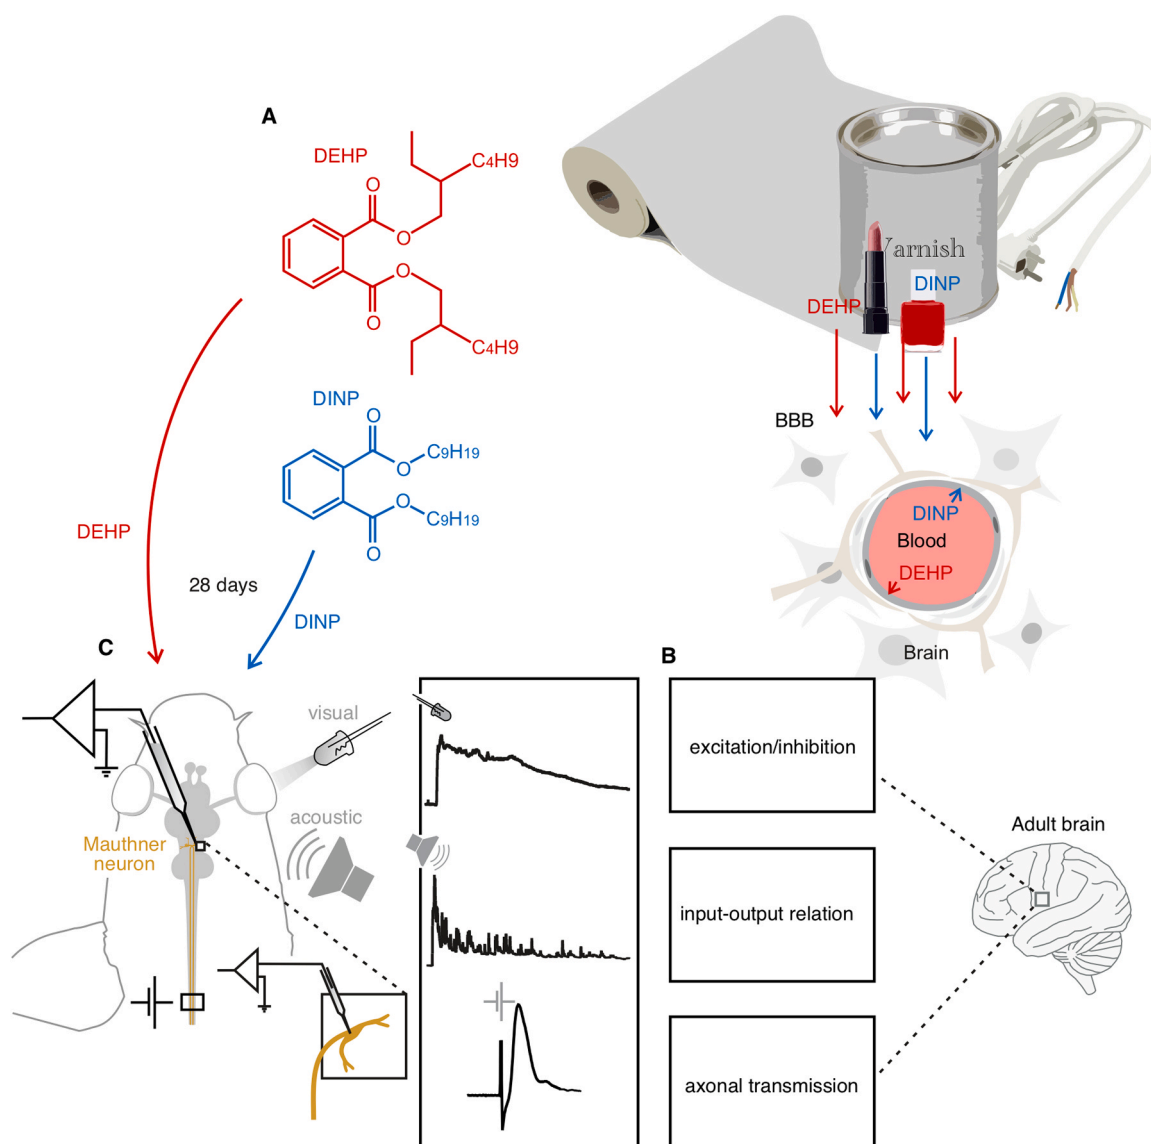 A
DEHP
C4H9
O
O
O
O
C4H9
DINP
O
O
C9H19
O
C9H19
O
DEHP
28 days
DINP
Varnish
DINP
DEHP
BBB
DINP
Blood
DEHP
Brain
C
visual
acoustic
Mauthner
neuron
B
excitation/inhibition
input-output relation
axonal transmission
Adult brain